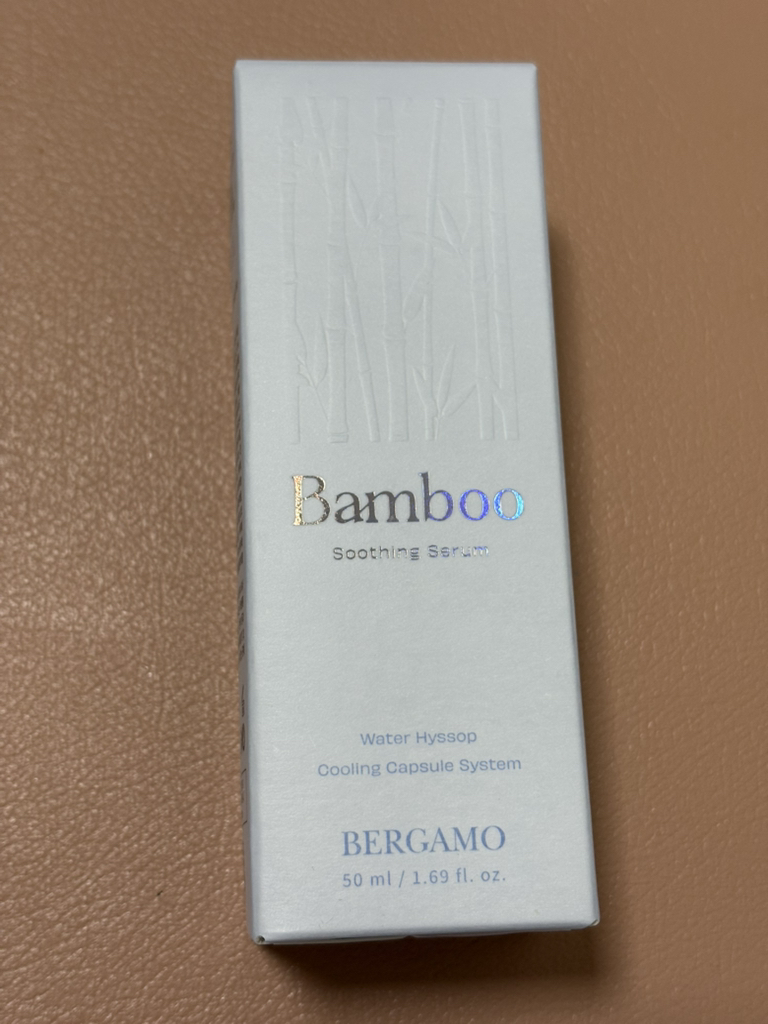 Bamboo
Soothing Serum
Water Hyssop
Cooling Capsule System
BERGAMO
50 ml / 1.69 fl. oz.